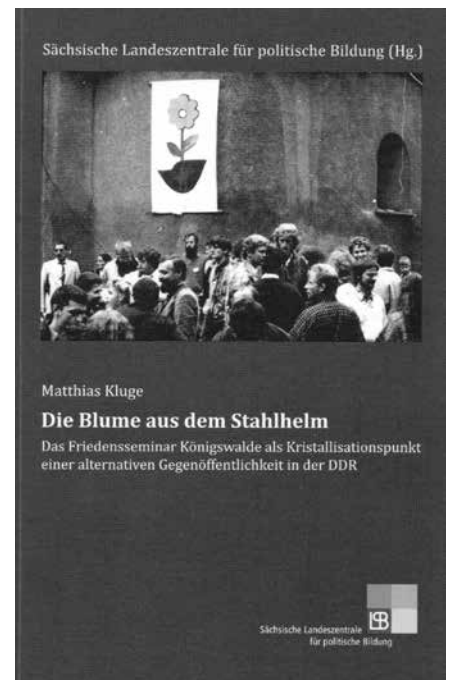 Sächsische Landeszentrale für politische Bildung (Hg.)
Matthias Kluge
Die Blume aus dem Stahlhelm
Das Friedensseminar Königswalde als Kristallisationspunkt
einer alternativen Gegenöffentlichkeit in der DDR
LSB
Sächsische Landeszentrale
für politische Bildung